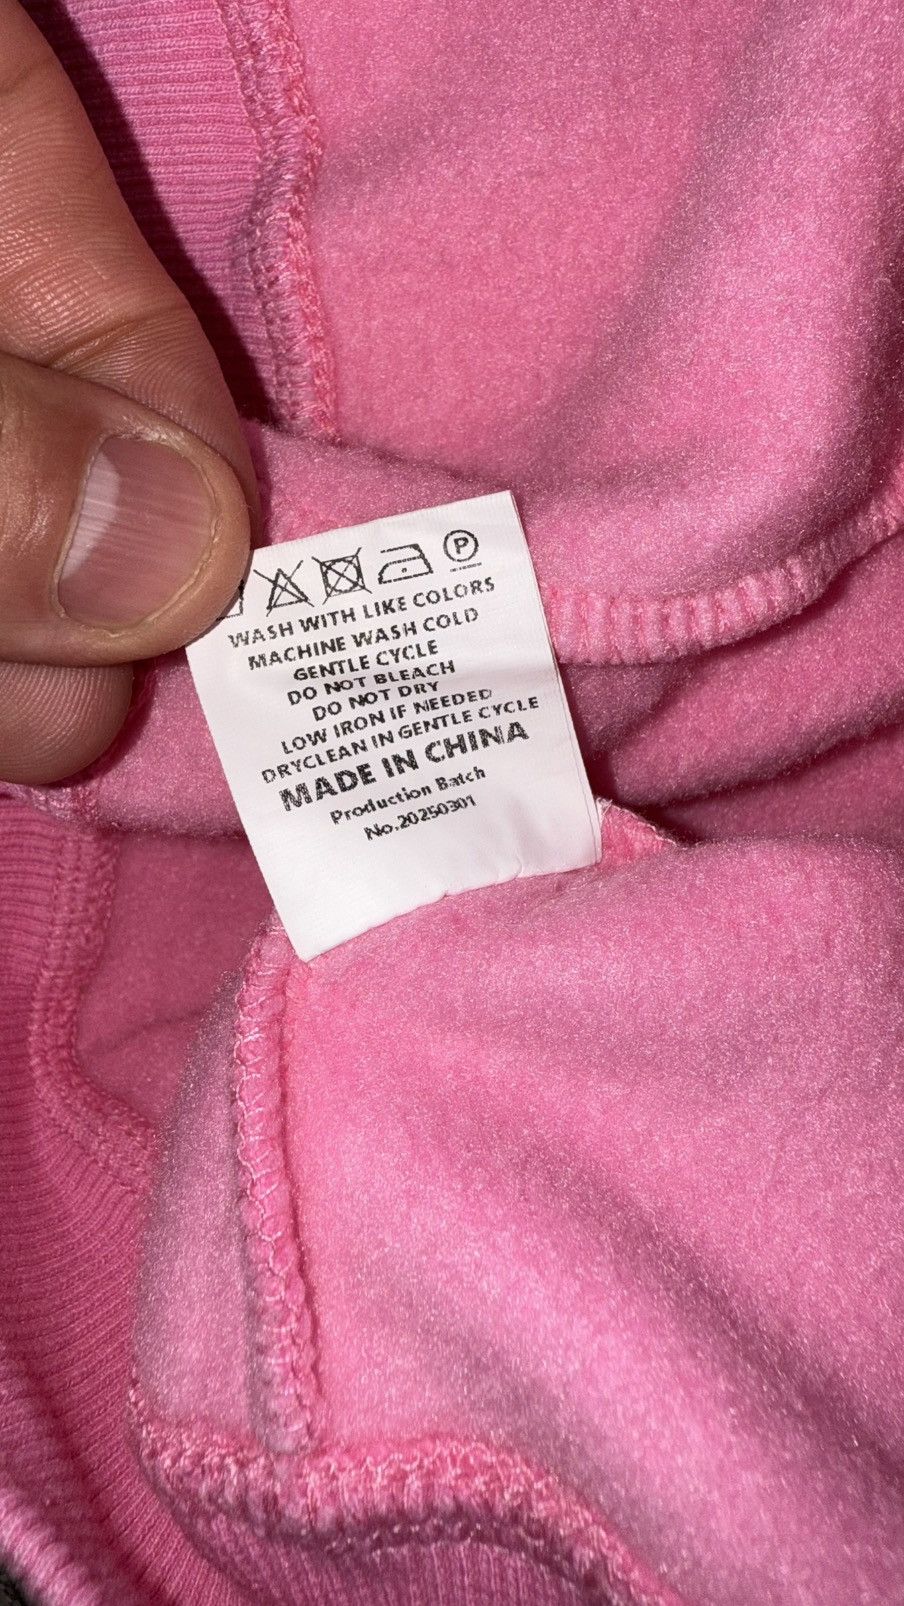 P
WASH WITH LIKE COLORS
MACHINE WASH COLD
GENTLE CYCLE
DO NOT BLEACH
DO NOT DRY
LOW IRON IF NEEDED
DRYCLEAN IN GENTLE CYCLE
MADE IN CHINA
Production Batch
No.20250301